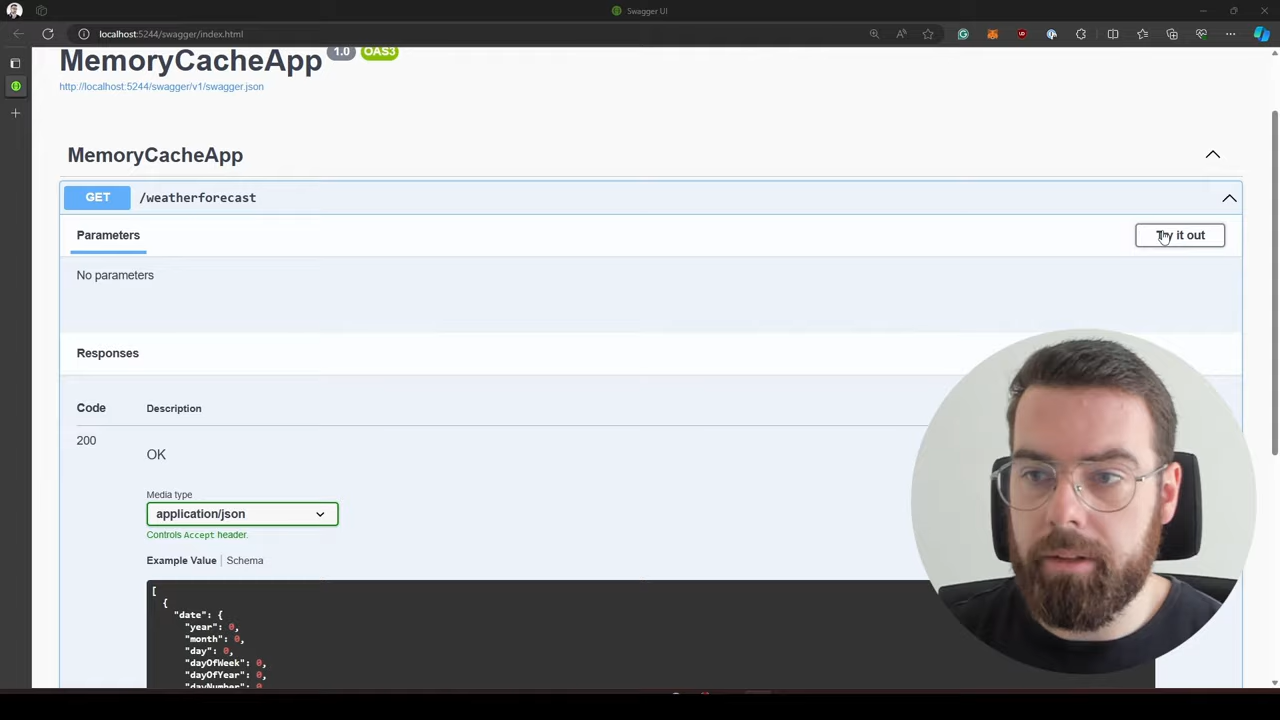 Swagger UI
localhost:5244/swagger/index.html
MemoryCacheApp 1.0 OAS3
http://localhost:5244/swagger/v1/swagger.json
MemoryCacheApp
GET /weatherforecast
Parameters
Try it out
No parameters
Responses
Code Description
200
OK
Media type
application/json
Controls Accept header.
Example Value Schema
[
{
"date": {
"year": 0,
"month": 0,
"day": 0,
"dayOfWeek": 0,
"dayOfYear": 0,
"dayNumber": 0